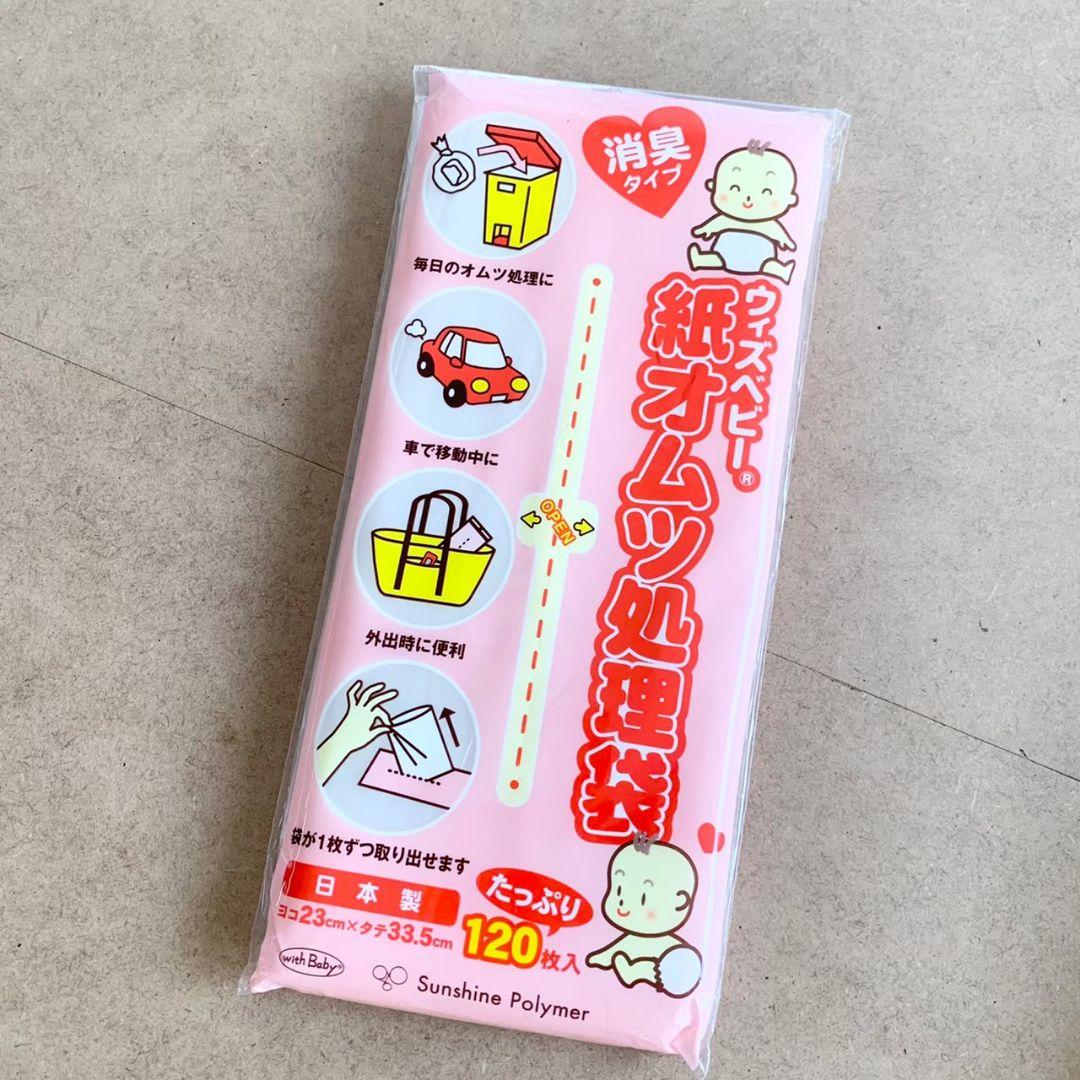 消臭
タイプ
ウィズベビー®
紙オムツ処理袋
毎日のオムツ処理に
車で移動中に
OPEN
外出時に便利
袋が1枚ずつ取り出せます
日本製
ヨコ23cm×タテ33.5cm
たっぷり
120枚入
with Baby®
Sunshine Polymer